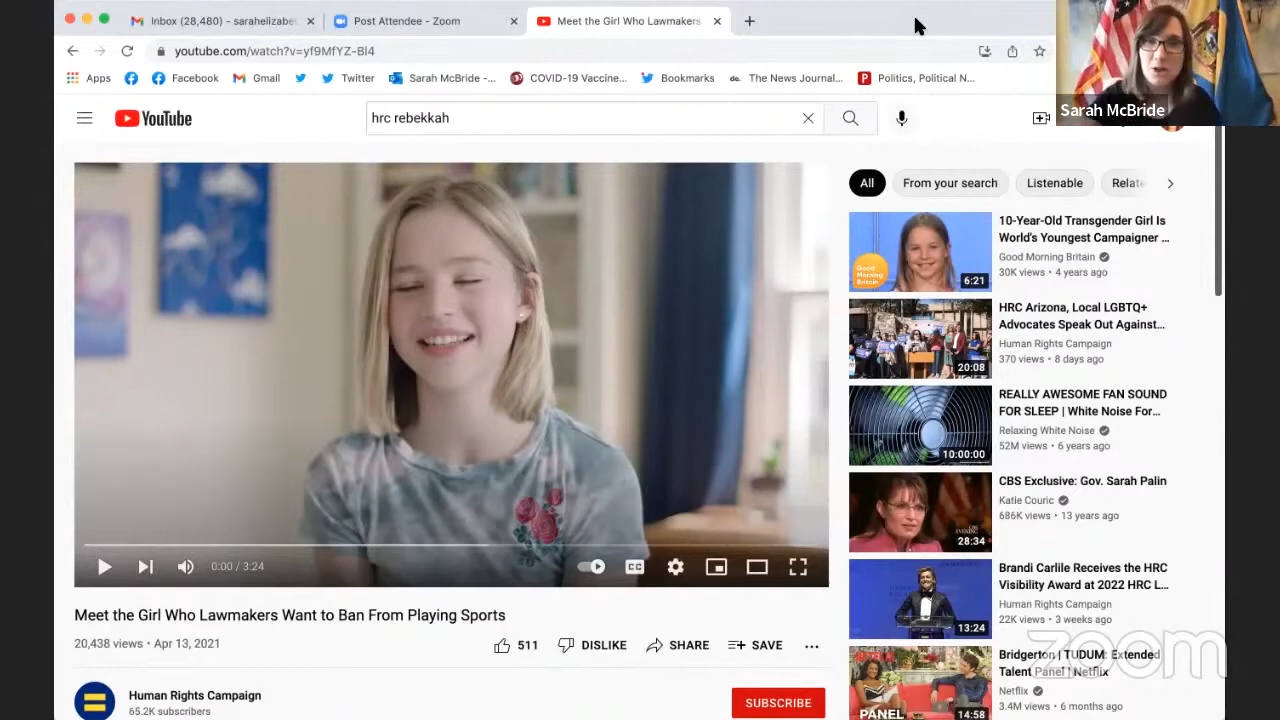 Inbox (28,480) - sarahelizabe
Post Attendee - Zoom
Meet the Girl Who Lawmakers
youtube.com/watch?v=yf9MfYZ-BI4
Apps
Facebook
Gmail
Twitter
Sarah McBride -...
COVID-19 Vaccine...
Bookmarks
de.
The News Journal...
Politics, Political N...
Sarah McBride
YouTube
hrc rebekkah
All
From your search
Listenable
Relate
10-Year-Old Transgender Girl Is
World's Youngest Campaigner ...
Good Morning Britain
30K views • 4 years ago
Good
Morning
Britain
6:21
HRC Arizona, Local LGBTQ+
Advocates Speak Out Against...
Human Rights Campaign
370 views • 8 days ago
20:08
REALLY AWESOME FAN SOUND
FOR SLEEP | White Noise For...
Relaxing White Noise
52M views • 6 years ago
10:00:00
CBS Exclusive: Gov. Sarah Palin
Katie Couric
686K views • 13 years ago
28:34
Brandi Carlile Receives the HRC
Visibility Award at 2022 HRC L...
Human Rights Campaign
22K views • 3 weeks ago
13:24
Bridgerton | TUDUM: Extended
Talent Panel | Netflix
Netflix
3.4M views • 6 months ago
PANEL
14:58
0:00 / 3:24
CC
Meet the Girl Who Lawmakers Want to Ban From Playing Sports
20,438 views • Apr 13, 2021
511
DISLIKE
SHARE
SAVE
Human Rights Campaign
65.2K subscribers
SUBSCRIBE
zoom